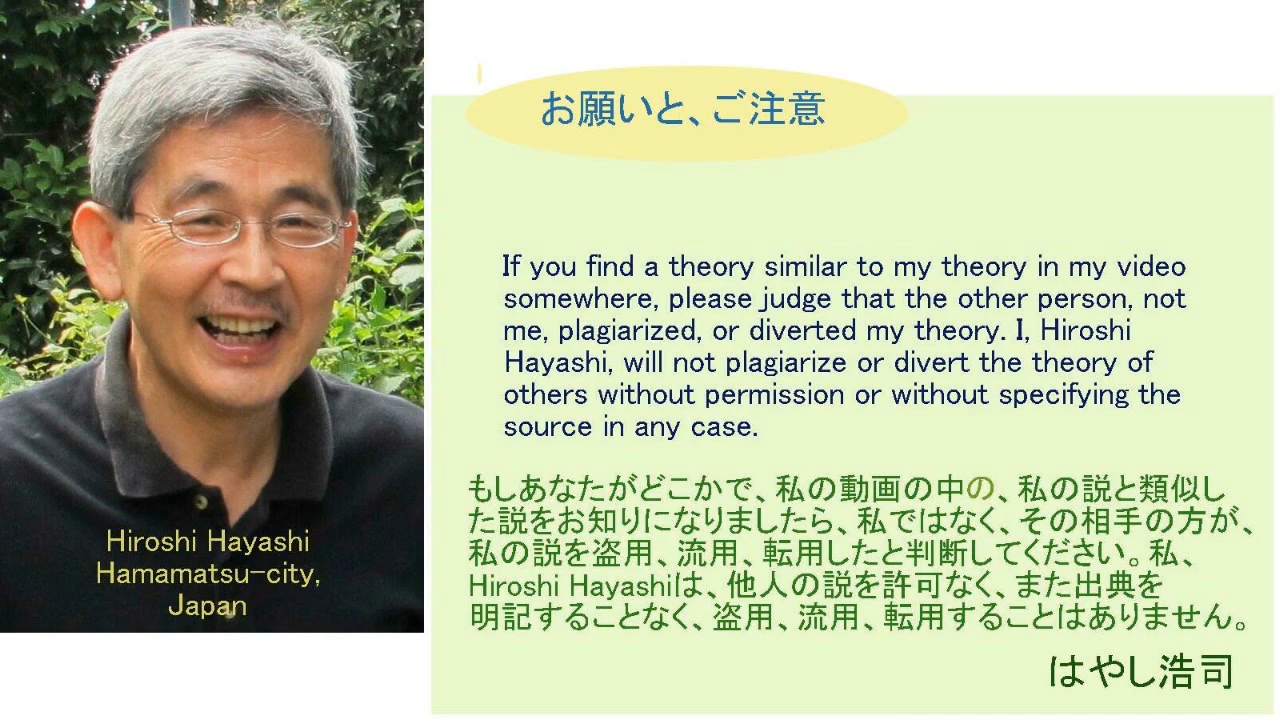 お願いと、ご注意
If you find a theory similar to my theory in my video
somewhere, please judge that the other person, not
me, plagiarized, or diverted my theory. I, Hiroshi
Hayashi, will not plagiarize or divert the theory of
others without permission or without specifying the
source in any case.
もしあなたがどこかで、私の動画の中の、私の説と類似し
た説をお知りになりましたら、私ではなく、その相手の方が、
私の説を盗用、流用、転用したと判断してください。私、
Hiroshi Hayashiは、他人の説を許可なく、また出典を
明記することなく、盗用、流用、転用することはありません。
はやし浩司
Hiroshi Hayashi
Hamamatsu-city,
Japan